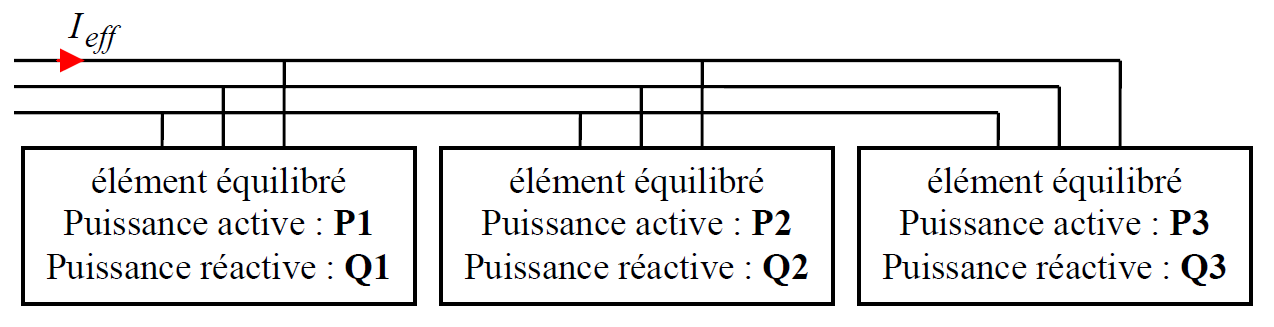 I eff
élément équilibré
Puissance active : P1
Puissance réactive : Q1
élément équilibré
Puissance active : P2
Puissance réactive : Q2
élément équilibré
Puissance active : P3
Puissance réactive : Q3